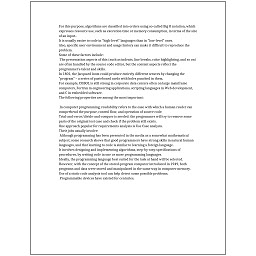 For this purpose, algorithms are classified into orders using so-called Big O notation, which
expresses resource use, such as execution time or memory consumption, in terms of the size
of an input.
It is usually easier to code in "high-level" languages than in "low-level" ones.
Also, specific user environment and usage history can make it difficult to reproduce the
problem.
Some of these factors include:
The presentation aspects of this (such as indents, line breaks, color highlighting, and so on)
are often handled by the source code editor, but the content aspects reflect the
programmer's talent and skills.
In 1801, the Jacquard loom could produce entirely different weaves by changing the
"program" - a series of pasteboard cards with holes punched in them.
For example, COBOL is still strong in corporate data centers often on large mainframe
computers, Fortran in engineering applications, scripting languages in Web development,
and C in embedded software.
The following properties are among the most important:

In computer programming, readability refers to the ease with which a human reader can
comprehend the purpose, control flow, and operation of source code.
Trial-and-error/divide-and-conquer is needed: the programmer will try to remove some
parts of the original test case and check if the problem still exists.
One approach popular for requirements analysis is Use Case analysis.
Their jobs usually involve:
Although programming has been presented in the media as a somewhat mathematical
subject, some research shows that good programmers have strong skills in natural human
languages, and that learning to code is similar to learning a foreign language.
It involves designing and implementing algorithms, step-by-step specifications of
procedures, by writing code in one or more programming languages.
Ideally, the programming language best suited for the task at hand will be selected.
However, with the concept of the stored-program computer introduced in 1949, both
programs and data were stored and manipulated in the same way in computer memory.
Use of a static code analysis tool can help detect some possible problems.
Programmable devices have existed for centuries.